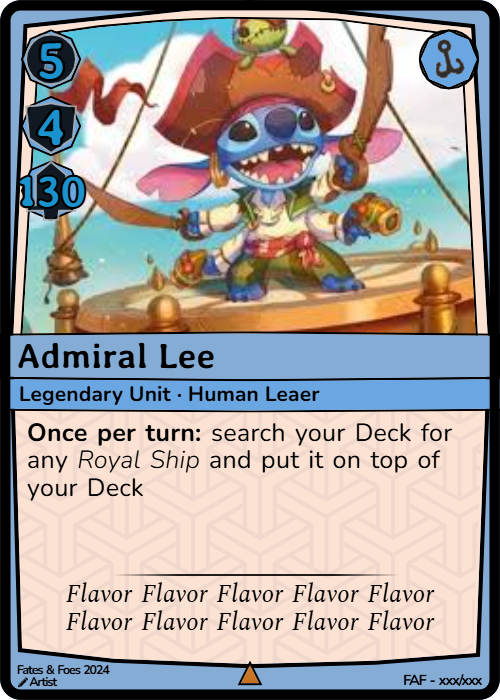 5
4
130
Admiral Lee
Legendary Unit · Human Leaer
Once per turn: search your Deck for
any Royal Ship and put it on top of
your Deck
Flavor Flavor Flavor Flavor Flavor
Flavor Flavor Flavor Flavor Flavor
Fates & Foes 2024
Artist
FAF - xxx/xxx